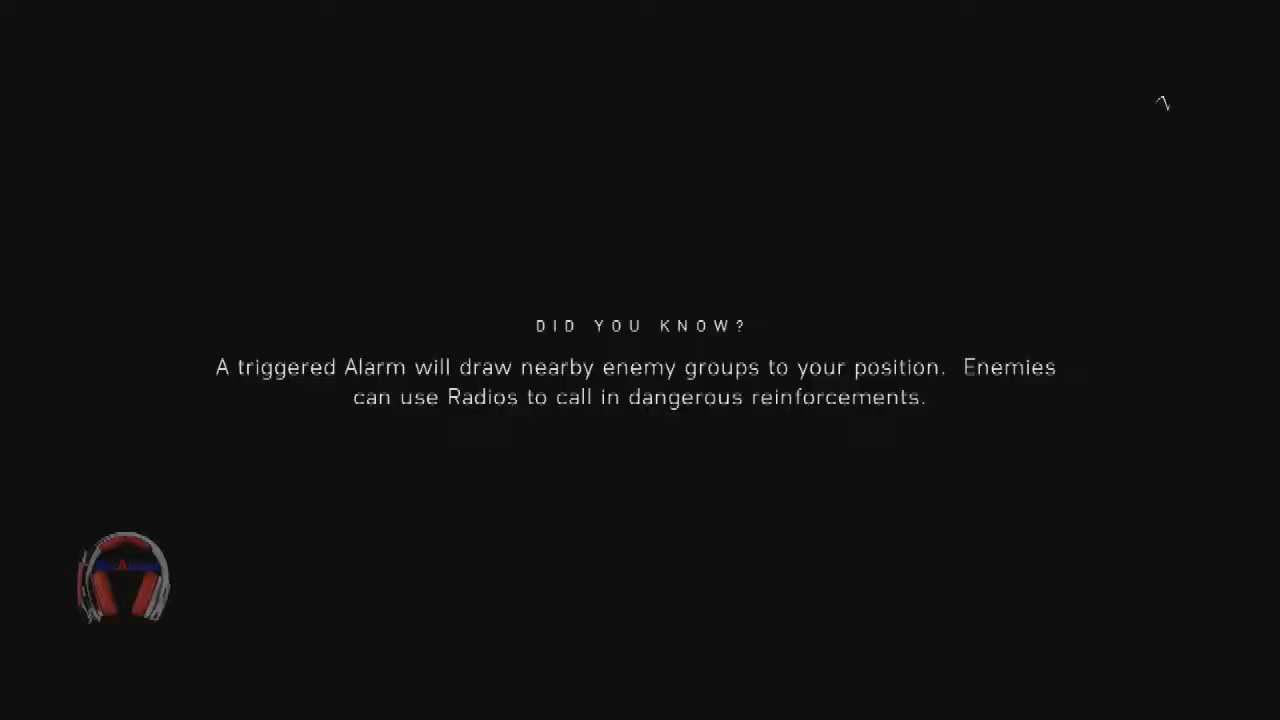 DID YOU KNOW?
A triggered Alarm will draw nearby enemy groups to your position.  Enemies
can use Radios to call in dangerous reinforcements.